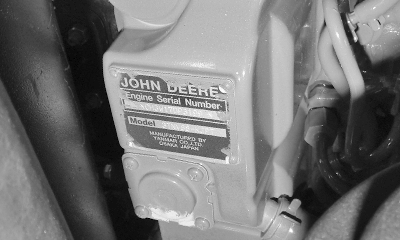 JOHN DEERE
Engine Serial Number
Model
MANUFACTURED BY
YANMAR CO., LTD.
OSAKA JAPAN